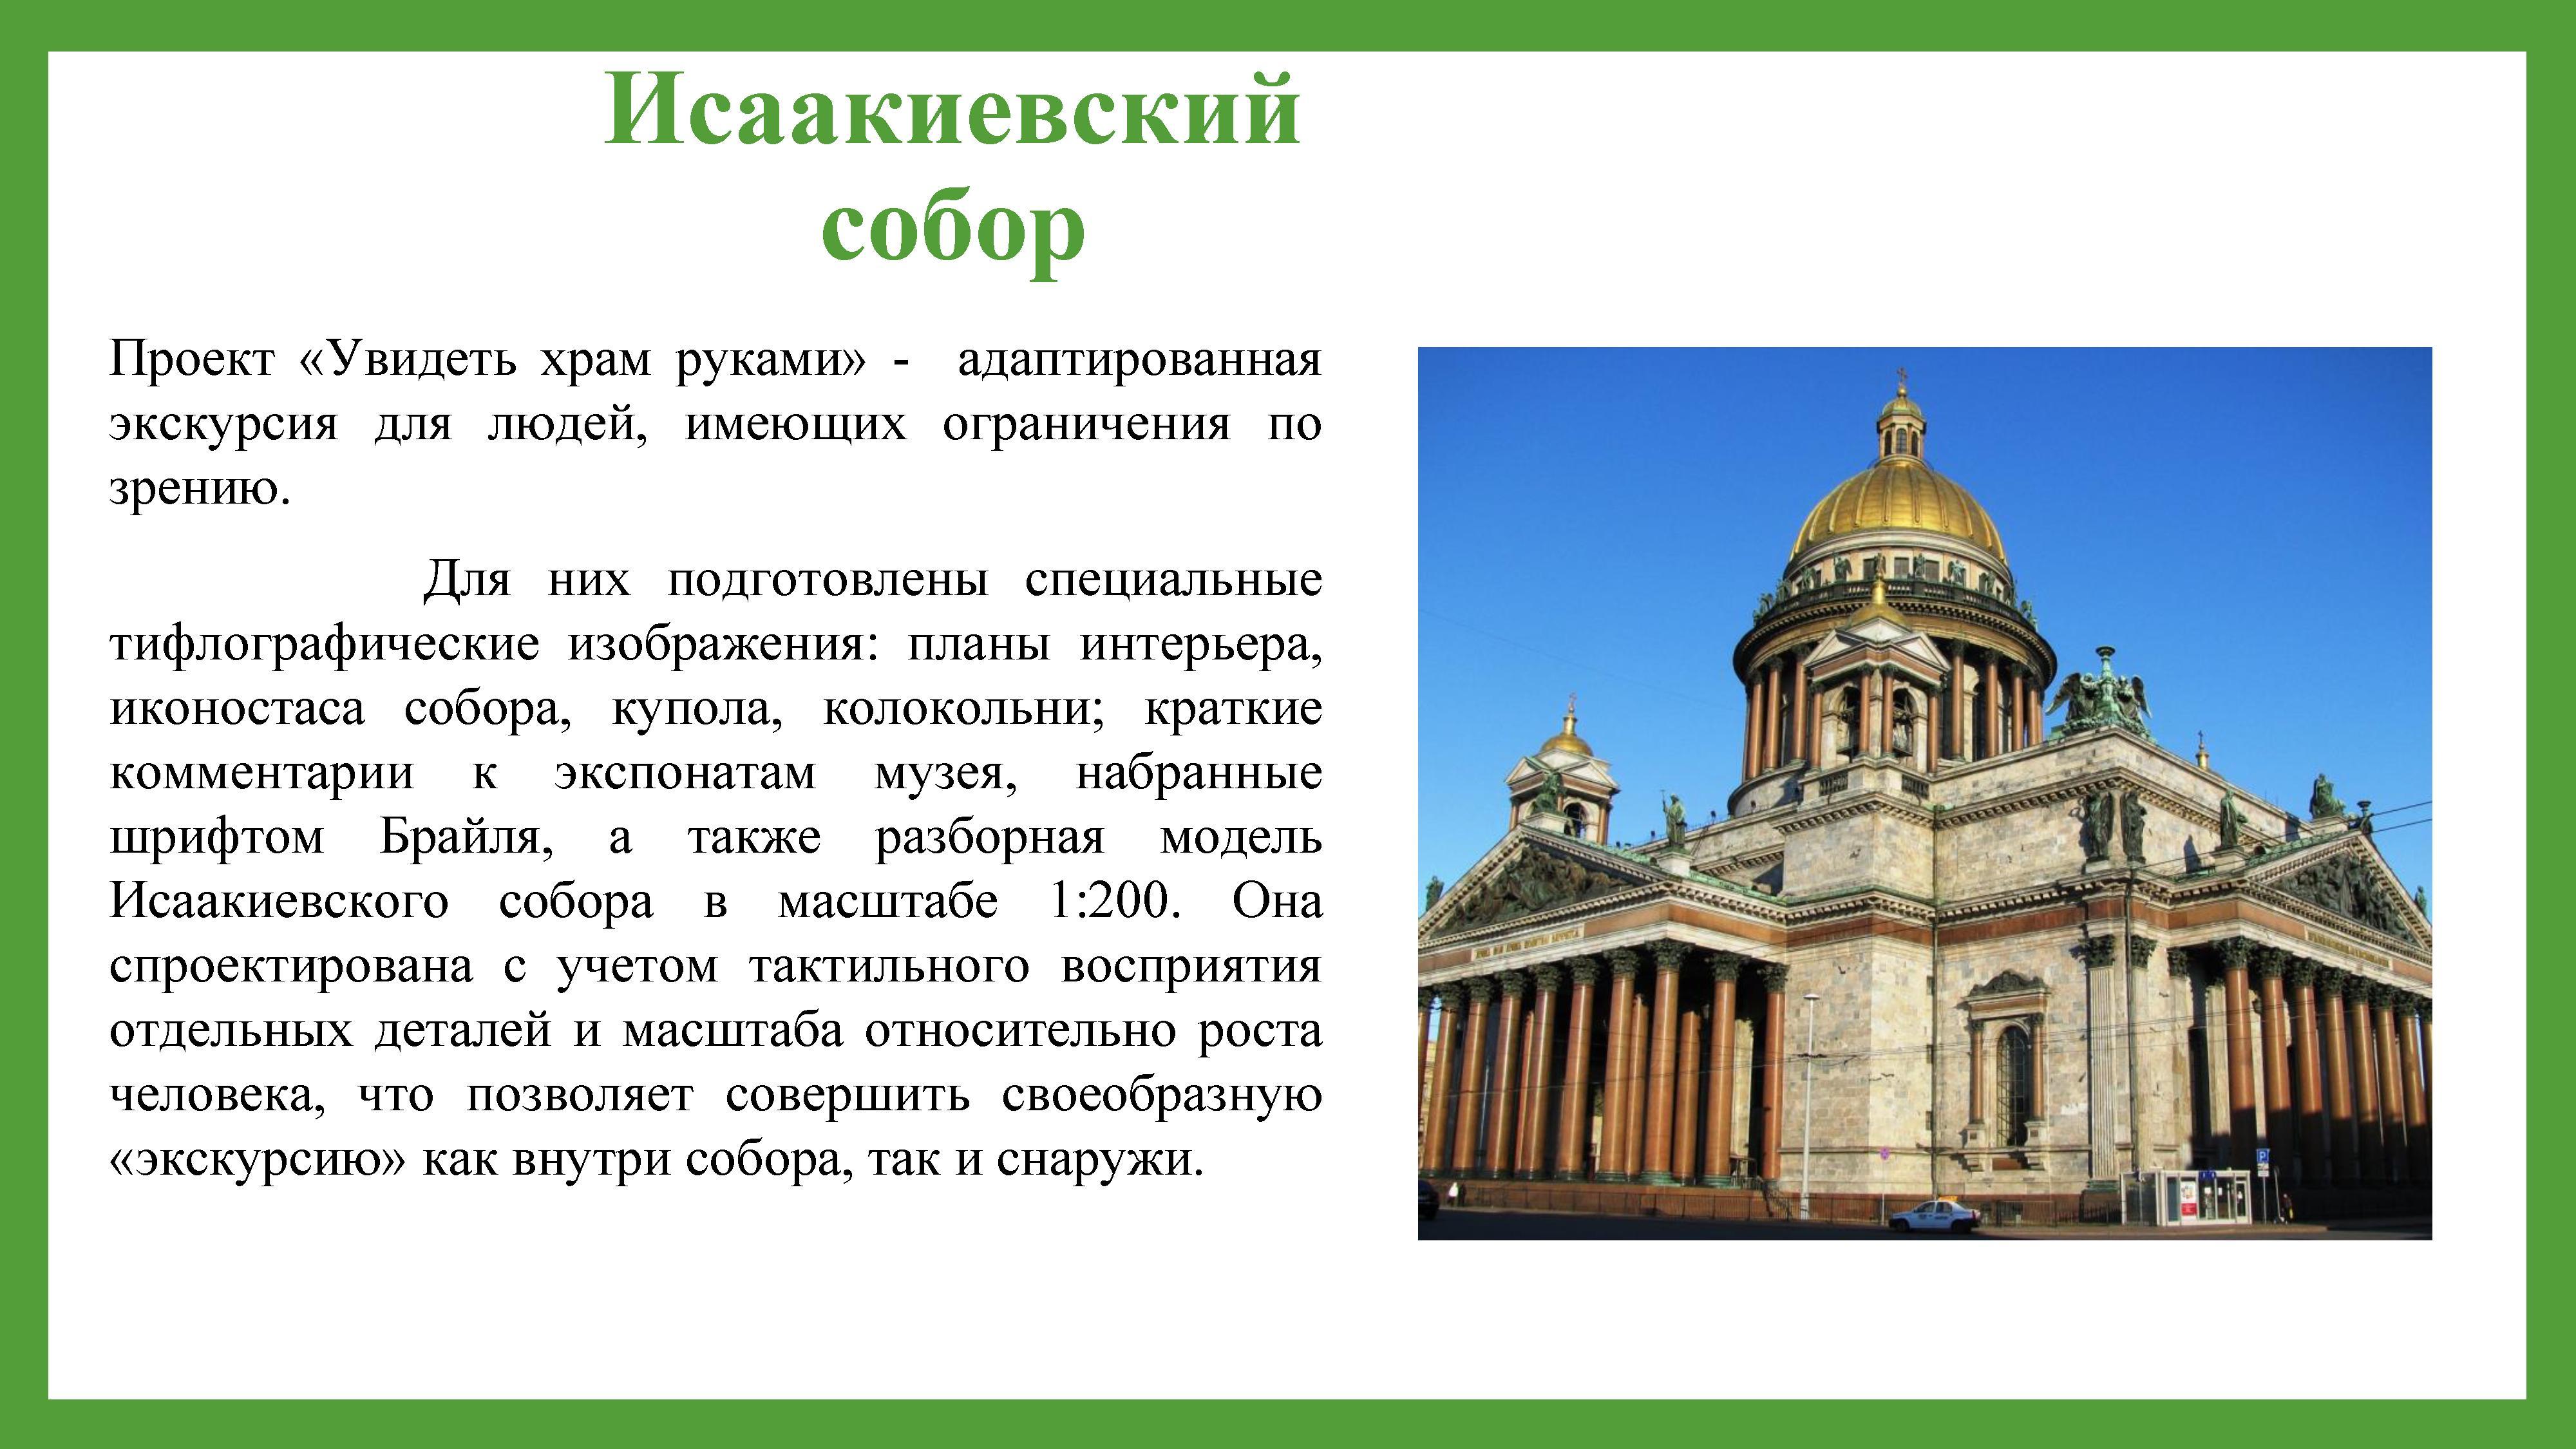 Исаакиевский
собор
Проект «Увидеть храм руками» - адаптированная
экскурсия для людей, имеющих ограничения по
зрению.
Для них подготовлены специальные
тифлографические изображения: планы интерьера,
иконостаса собора, купола, колокольни; краткие
комментарии к экспонатам музея, набранные
шрифтом Брайля, а также разборная модель
Исаакиевского собора в масштабе 1:200. Она
спроектирована с учетом тактильного восприятия
отдельных деталей и масштаба относительно роста
человека, что позволяет совершить своеобразную
«экскурсию» как внутри собора, так и снаружи.
P